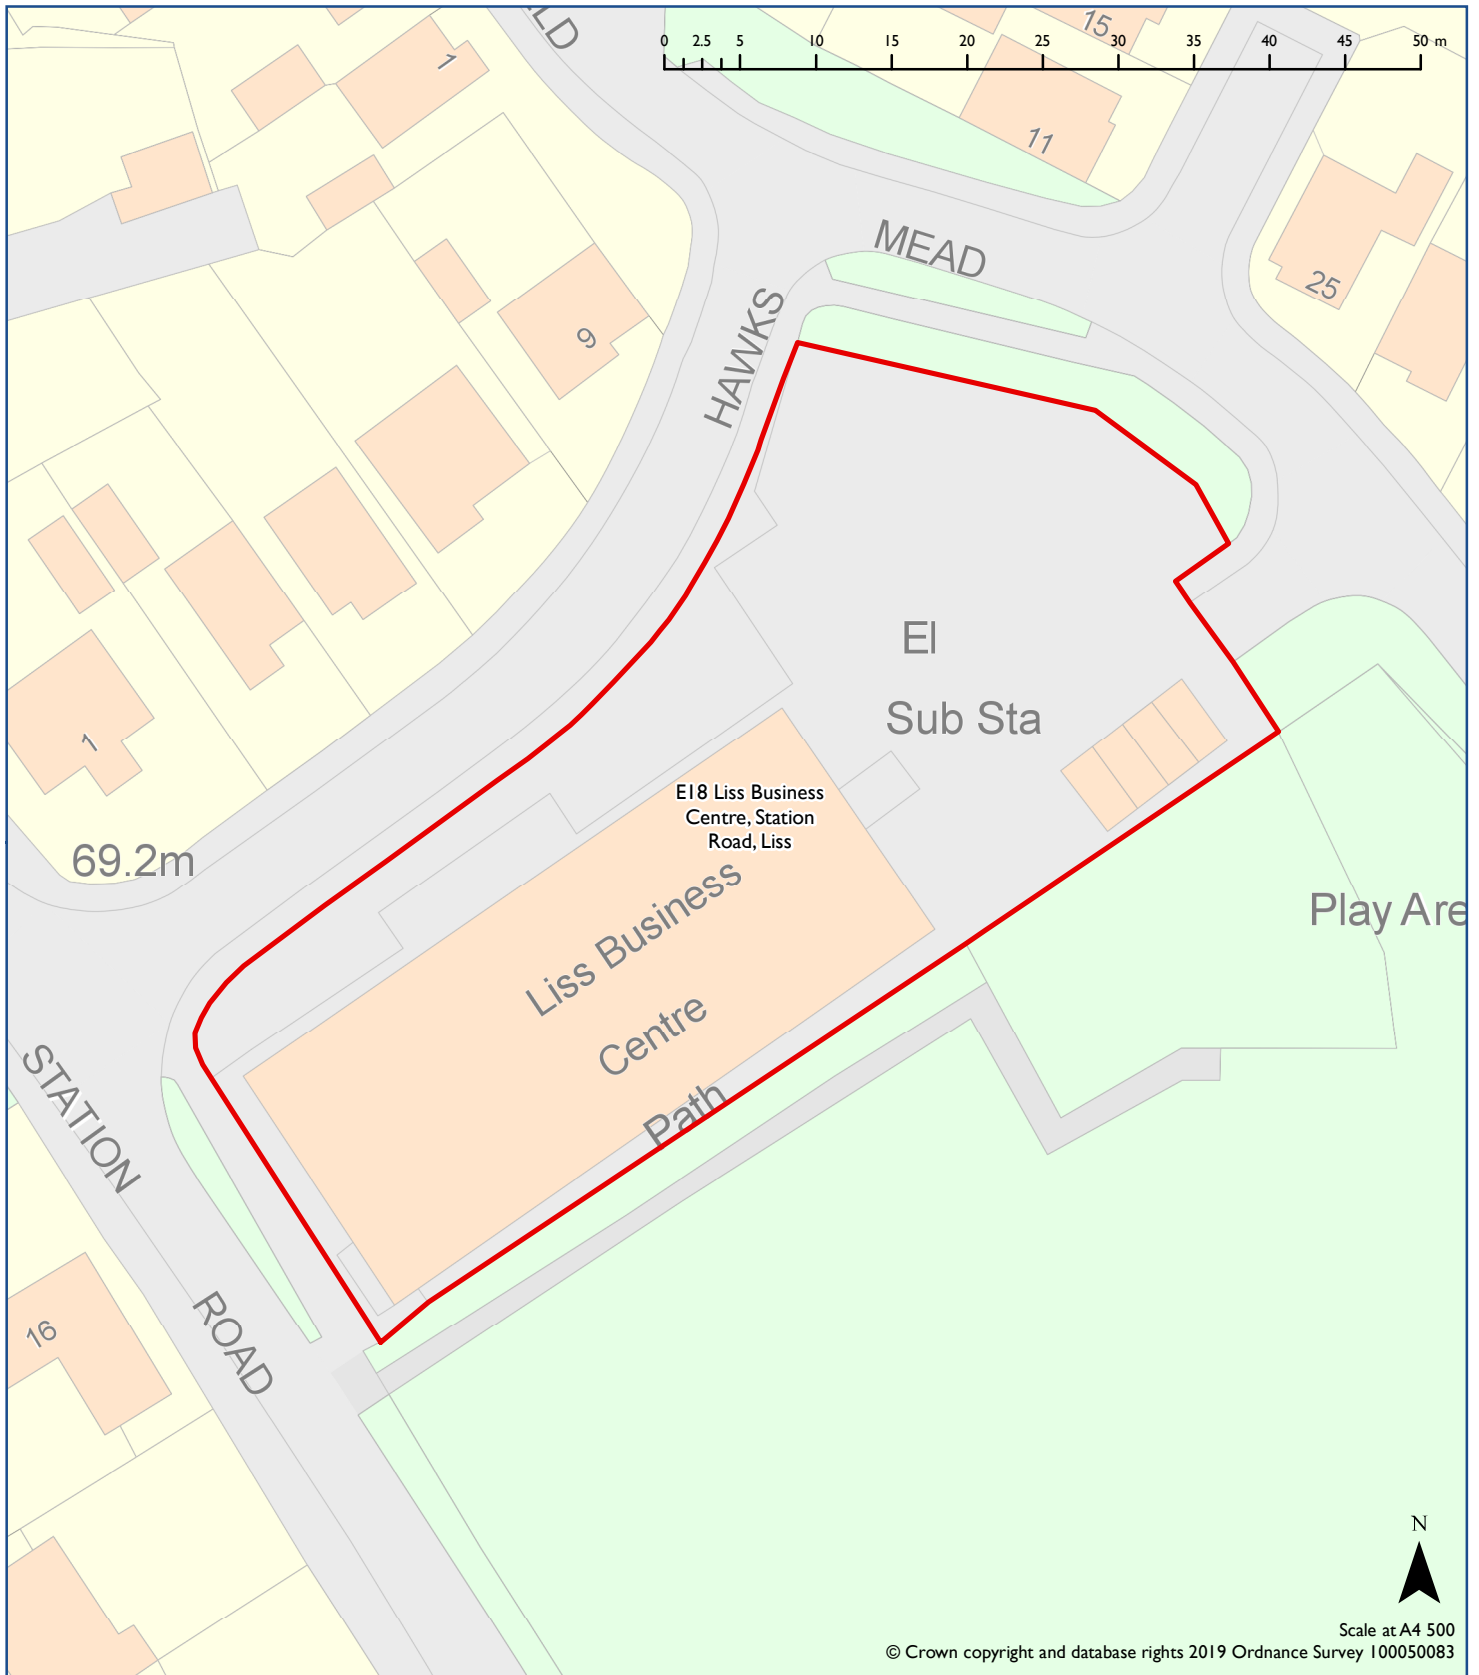 LD
15
0 2.5 5 10 15 20 25 30 35 40 45 50 m
1
11
MEAD
25
HAWKS
9
El
Sub Sta
1
E18 Liss Business
Centre, Station
Road, Liss
69.2m
Liss Business
Centre
Play Are
Path
STATION
ROAD
16
N
Scale at A4 500
© Crown copyright and database rights 2019 Ordnance Survey 100050083